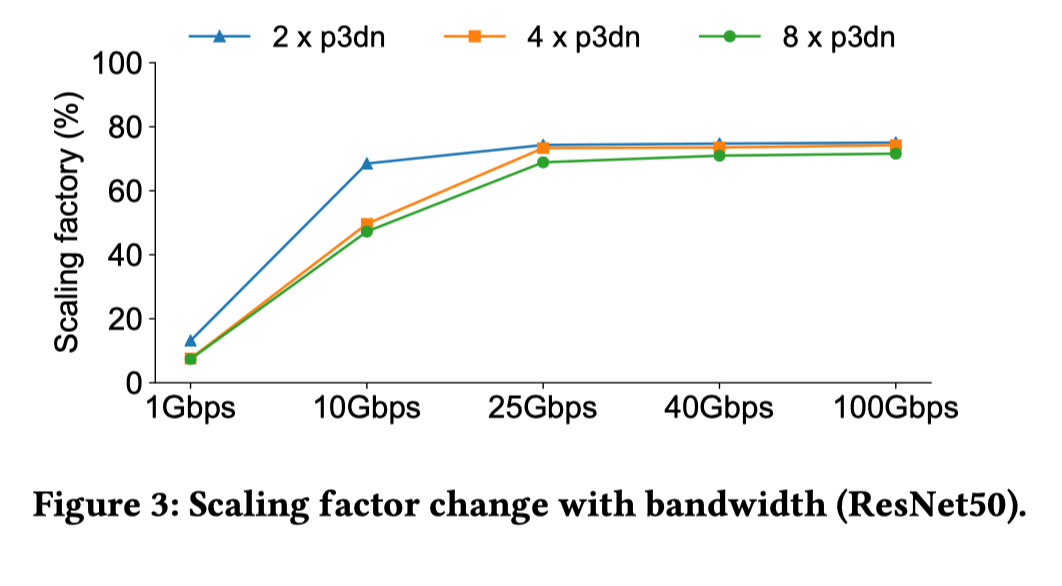 2 x p3dn 4 x p3dn 8 x p3dn
Scaling factory (%)
100
80
60
40
20
0
1Gbps 10Gbps 25Gbps 40Gbps 100Gbps
Figure 3: Scaling factor change with bandwidth (ResNet50).